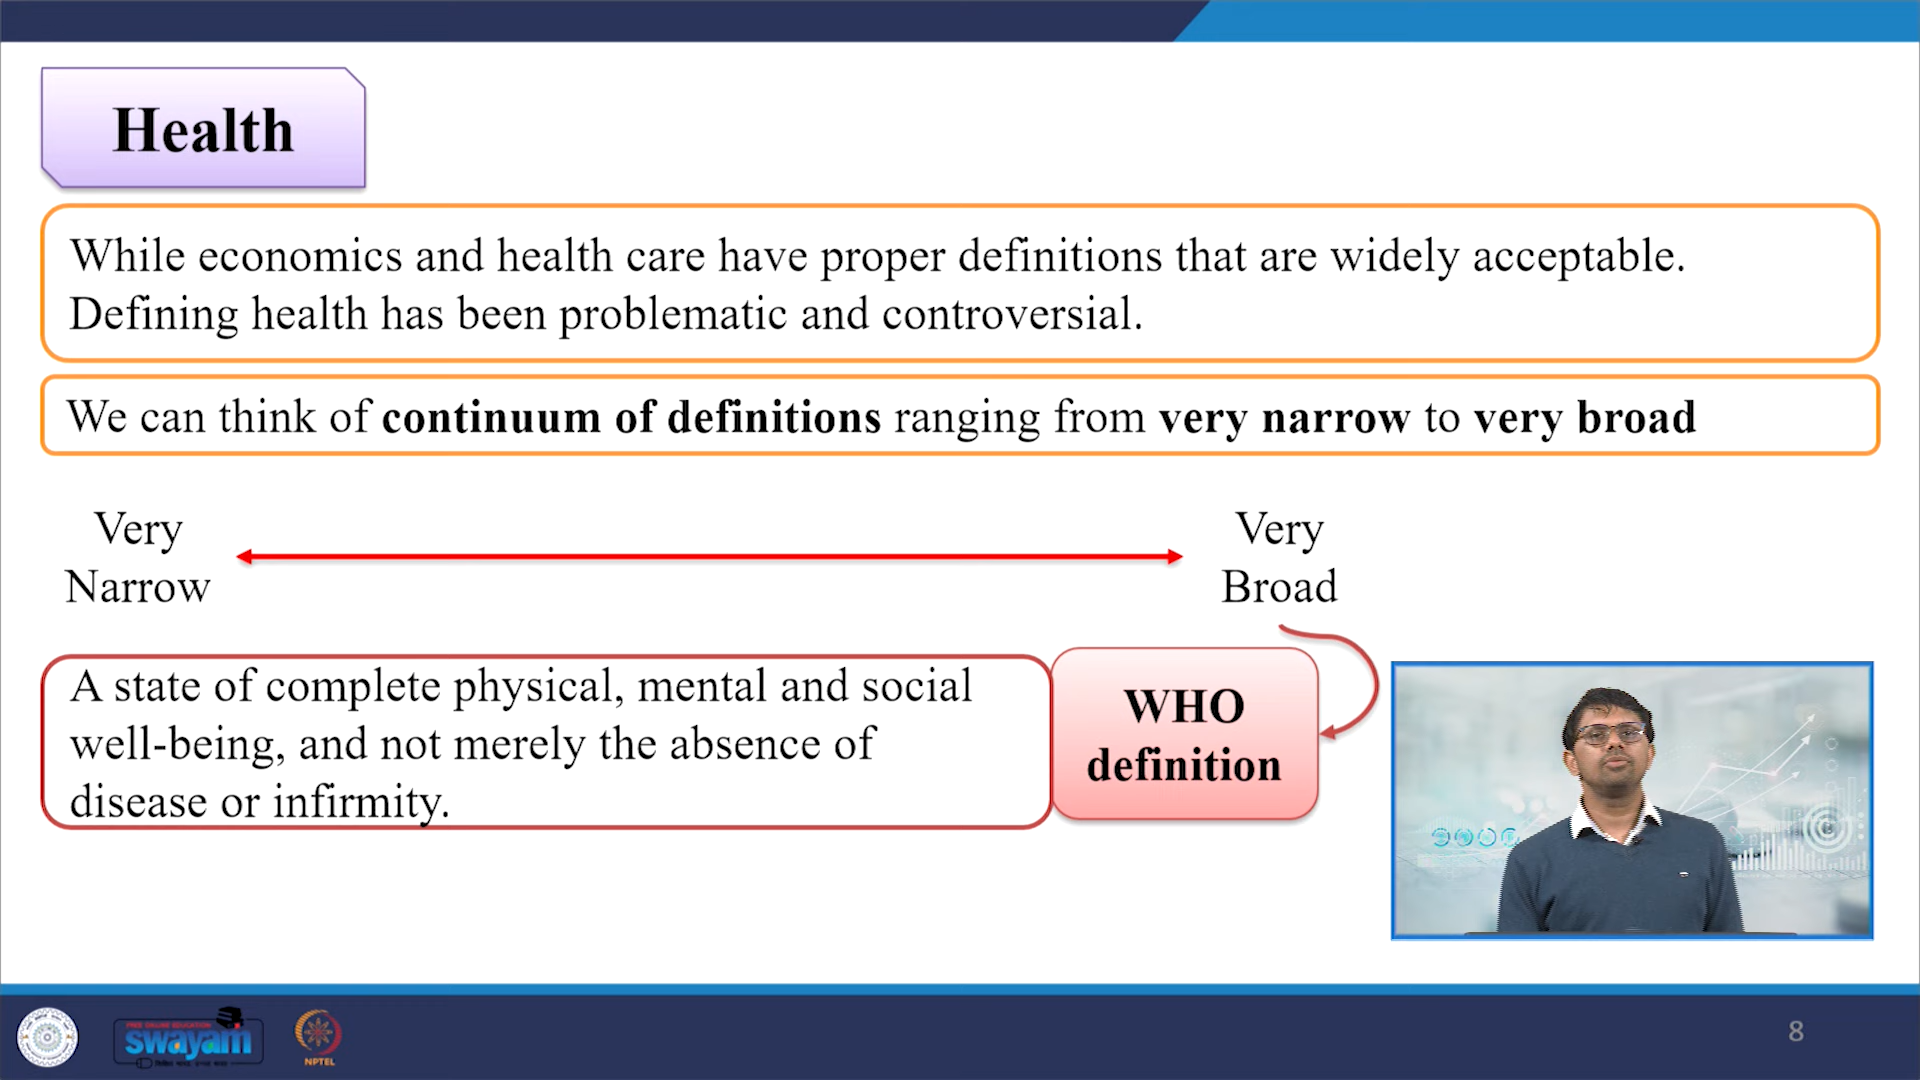 Health
While economics and health care have proper definitions that are widely acceptable.
Defining health has been problematic and controversial.
We can think of continuum of definitions ranging from very narrow to very broad
Very
Narrow
Very
Broad
A state of complete physical, mental and social
well-being, and not merely the absence of
disease or infirmity.
WHO
definition
FREE ONLINE EDUCATION
swayam
NPTEL
8